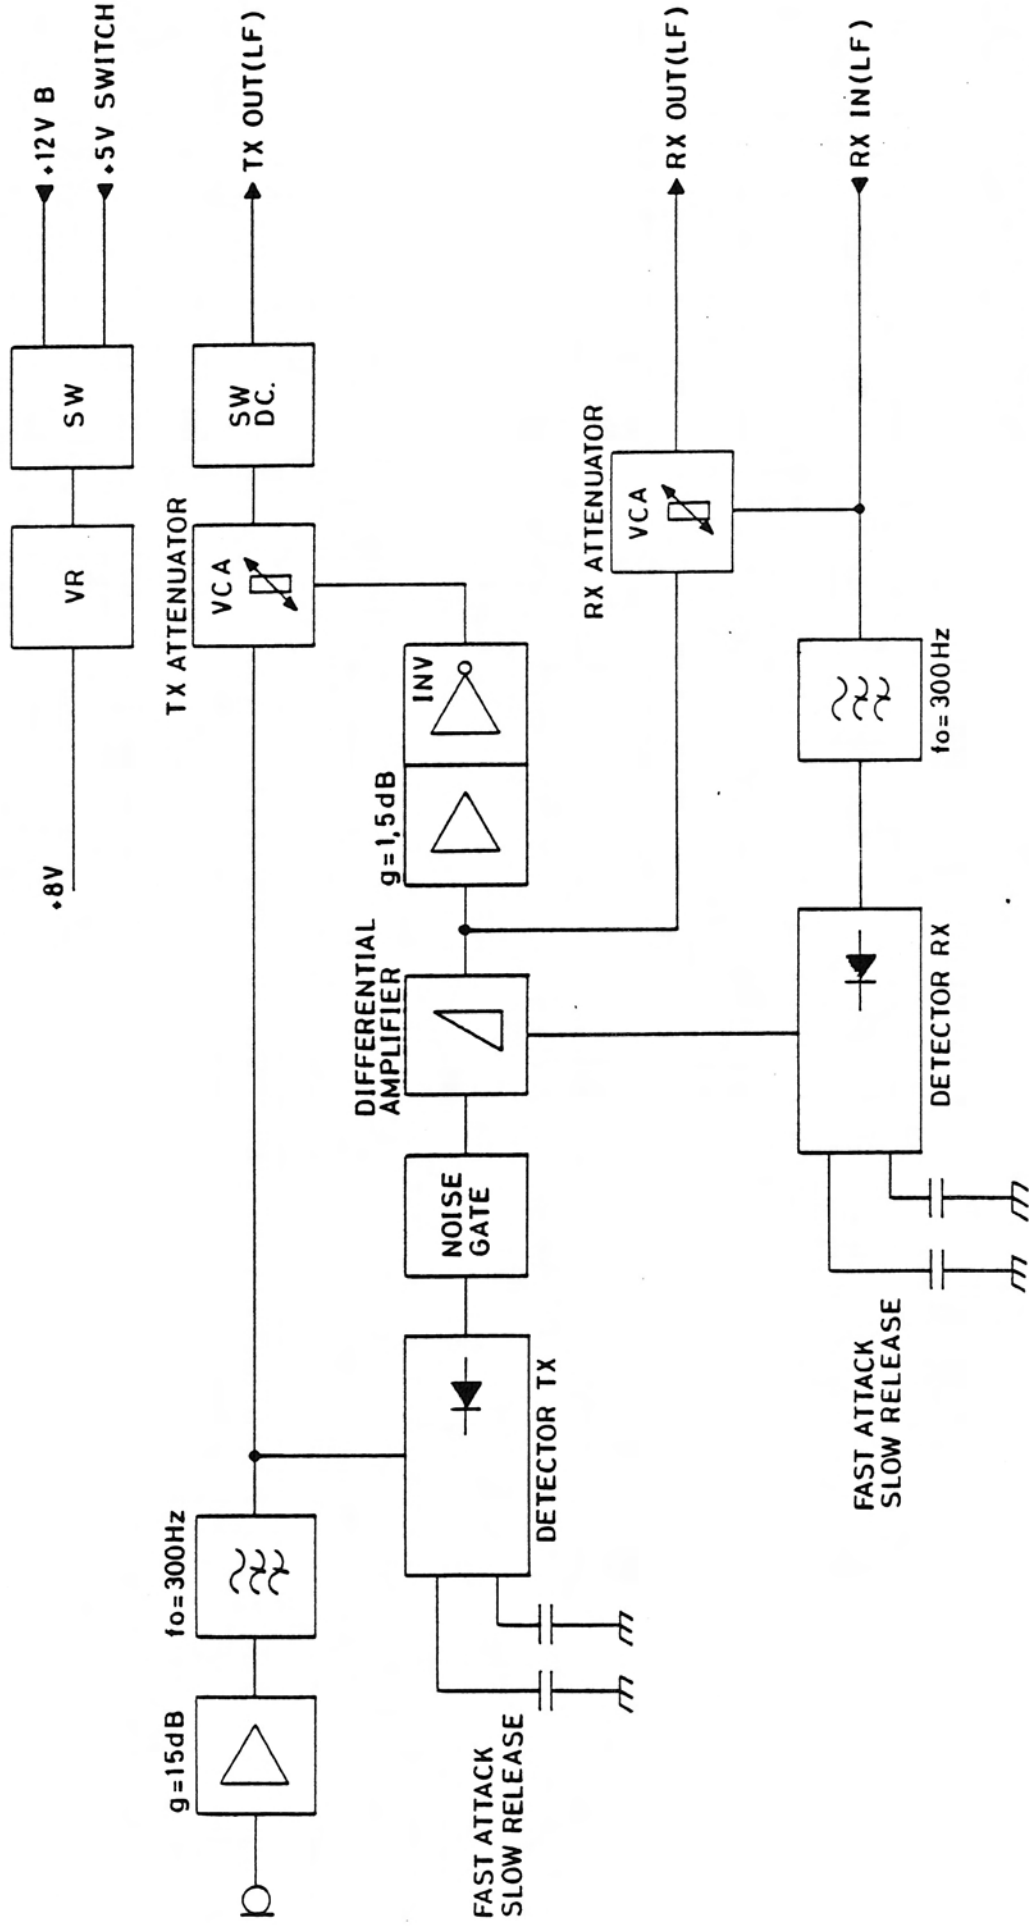 +8V
VR
SW
+12V B
+5V SWITCH
g=15dB
fo=300Hz
TX ATTENUATOR
VCA
SW
DC.
TX OUT(LF)
FAST ATTACK
SLOW RELEASE
DETECTOR TX
NOISE
GATE
DIFFERENTIAL
AMPLIFIER
g=1,5dB
INV
RX ATTENUATOR
VCA
RX OUT(LF)
FAST ATTACK
SLOW RELEASE
DETECTOR RX
fo=300Hz
RX IN(LF)